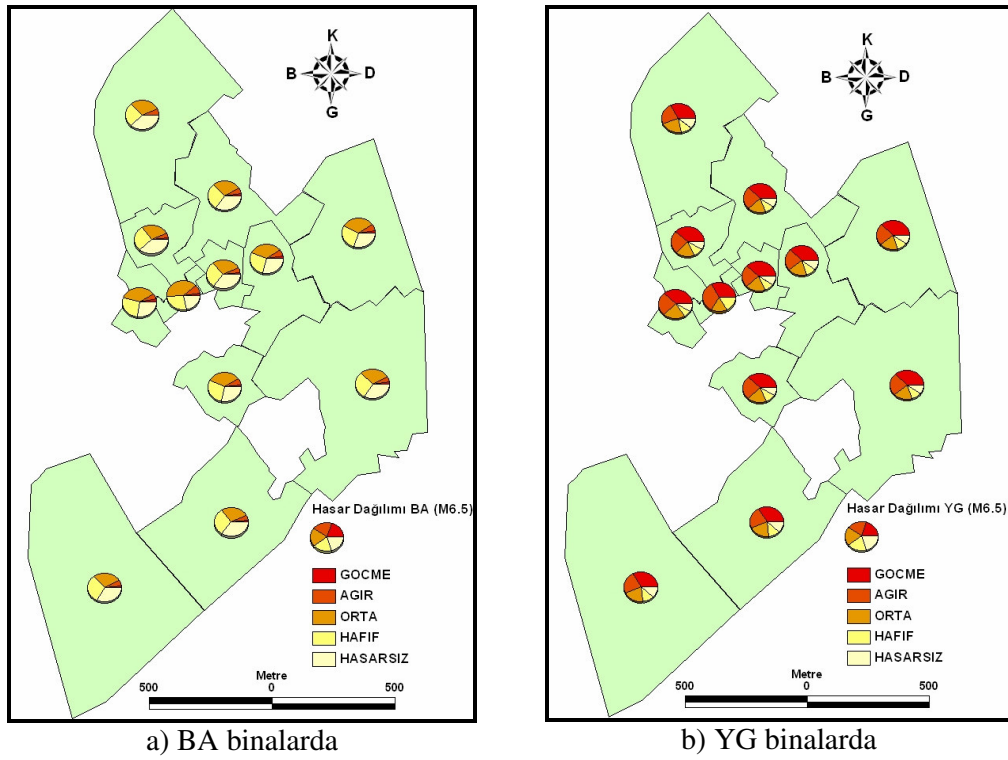 K
B D
G
Hasar Dağılımı BA (M6.5)
GOCME
AGIR
ORTA
HAFIF
HASARSIZ
Metre
500 0 500
a) BA binalarda
K
B D
G
Hasar Dağılımı YG (M6.5)
GOCME
AGIR
ORTA
HAFIF
HASARSIZ
Metre
500 0 500
b) YG binalarda